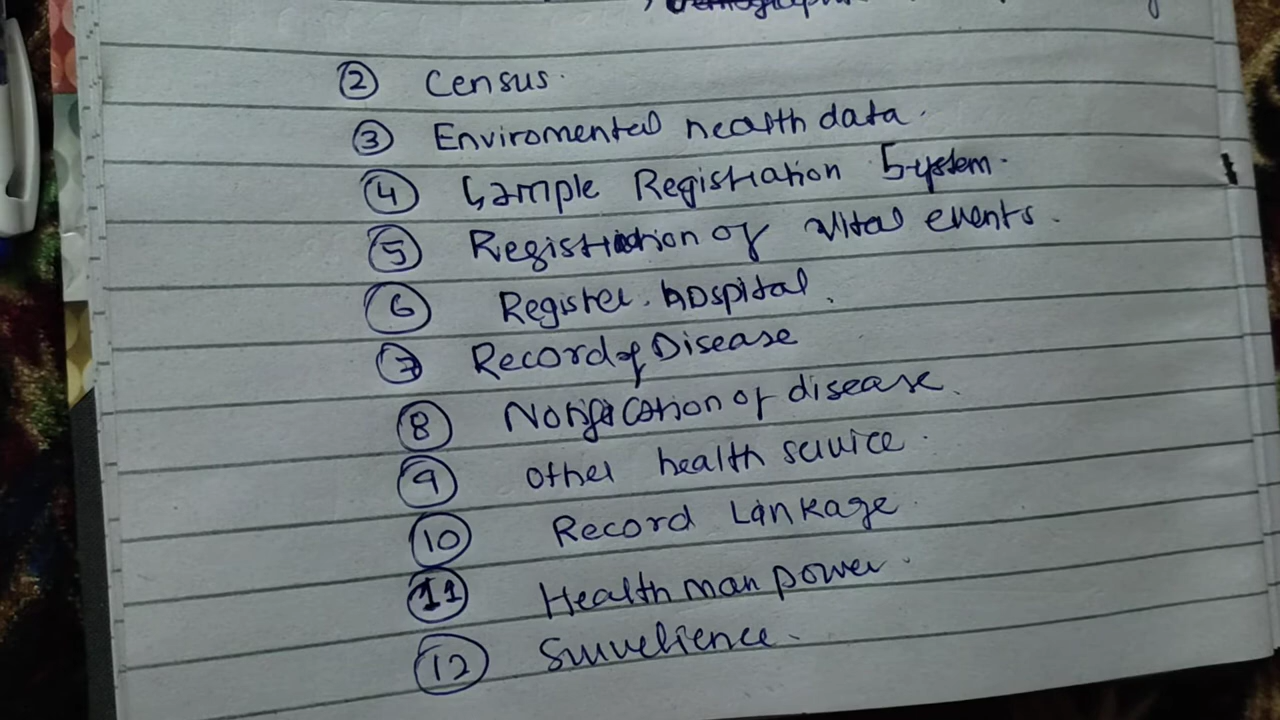 ② Census.
③ Enviromental health data.
④ Sample Registration System.
⑤ Registration of vital events.
⑥ Register. hospital.
⑦ Record of Disease
⑧ Notification of disease.
⑨ other health service.
⑩ Record Linkage
⑪ Health man power.
⑫ Survelience.